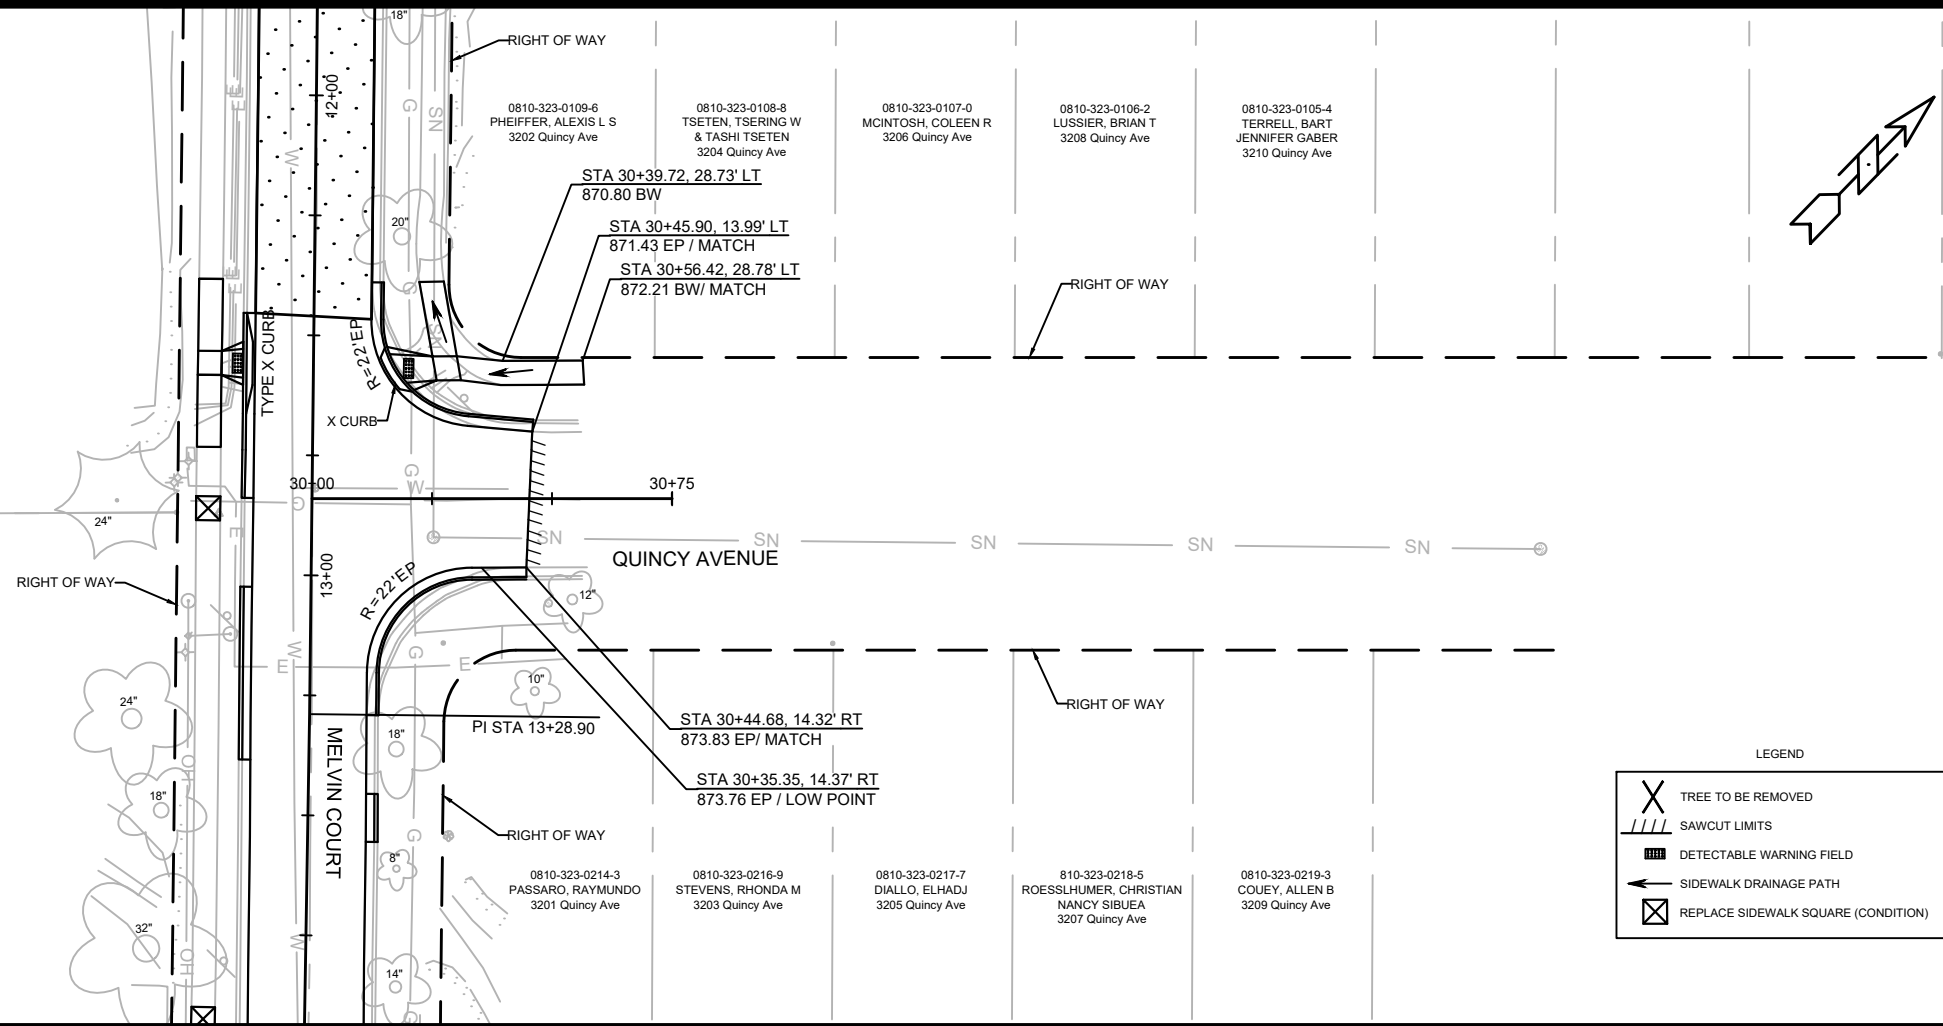 18"
RIGHT OF WAY
12+00
E
E
G
SN
W
0810-323-0109-6
PHEIFFER, ALEXIS L S
3202 Quincy Ave
0810-323-0108-8
TSETEN, TSERING W
& TASHI TSETEN
3204 Quincy Ave
0810-323-0107-0
MCINTOSH, COLEEN R
3206 Quincy Ave
0810-323-0106-2
LUSSIER, BRIAN T
3208 Quincy Ave
0810-323-0105-4
TERRELL, BART
JENNIFER GABER
3210 Quincy Ave
STA 30+39.72, 28.73' LT
870.80 BW
20"
STA 30+45.90, 13.99' LT
871.43 EP / MATCH
STA 30+56.42, 28.78' LT
872.21 BW/ MATCH
RIGHT OF WAY
E
E
G
SN
TYPE X CURB
R=22'EP
X CURB
30+00
30+75
G
W
G
24"
E
SN
SN
SN
SN
SN
QUINCY AVENUE
RIGHT OF WAY
13+00
R=22'EP
12"
W
E
G
E
10"
24"
18"
RIGHT OF WAY
PI STA 13+28.90
STA 30+44.68, 14.32' RT
873.83 EP/ MATCH
MELVIN COURT
OH
18"
STA 30+35.35, 14.37' RT
873.76 EP / LOW POINT
RIGHT OF WAY
G
8"
0810-323-0214-3
PASSARO, RAYMUNDO
3201 Quincy Ave
0810-323-0216-9
STEVENS, RHONDA M
3203 Quincy Ave
0810-323-0217-7
DIALLO, ELHADJ
3205 Quincy Ave
810-323-0218-5
ROESSLHUMER, CHRISTIAN
NANCY SIBUEA
3207 Quincy Ave
0810-323-0219-3
COUEY, ALLEN B
3209 Quincy Ave
32"
W
OH
14"
G
LEGEND
TREE TO BE REMOVED
SAWCUT LIMITS
DETECTABLE WARNING FIELD
SIDEWALK DRAINAGE PATH
REPLACE SIDEWALK SQUARE (CONDITION)